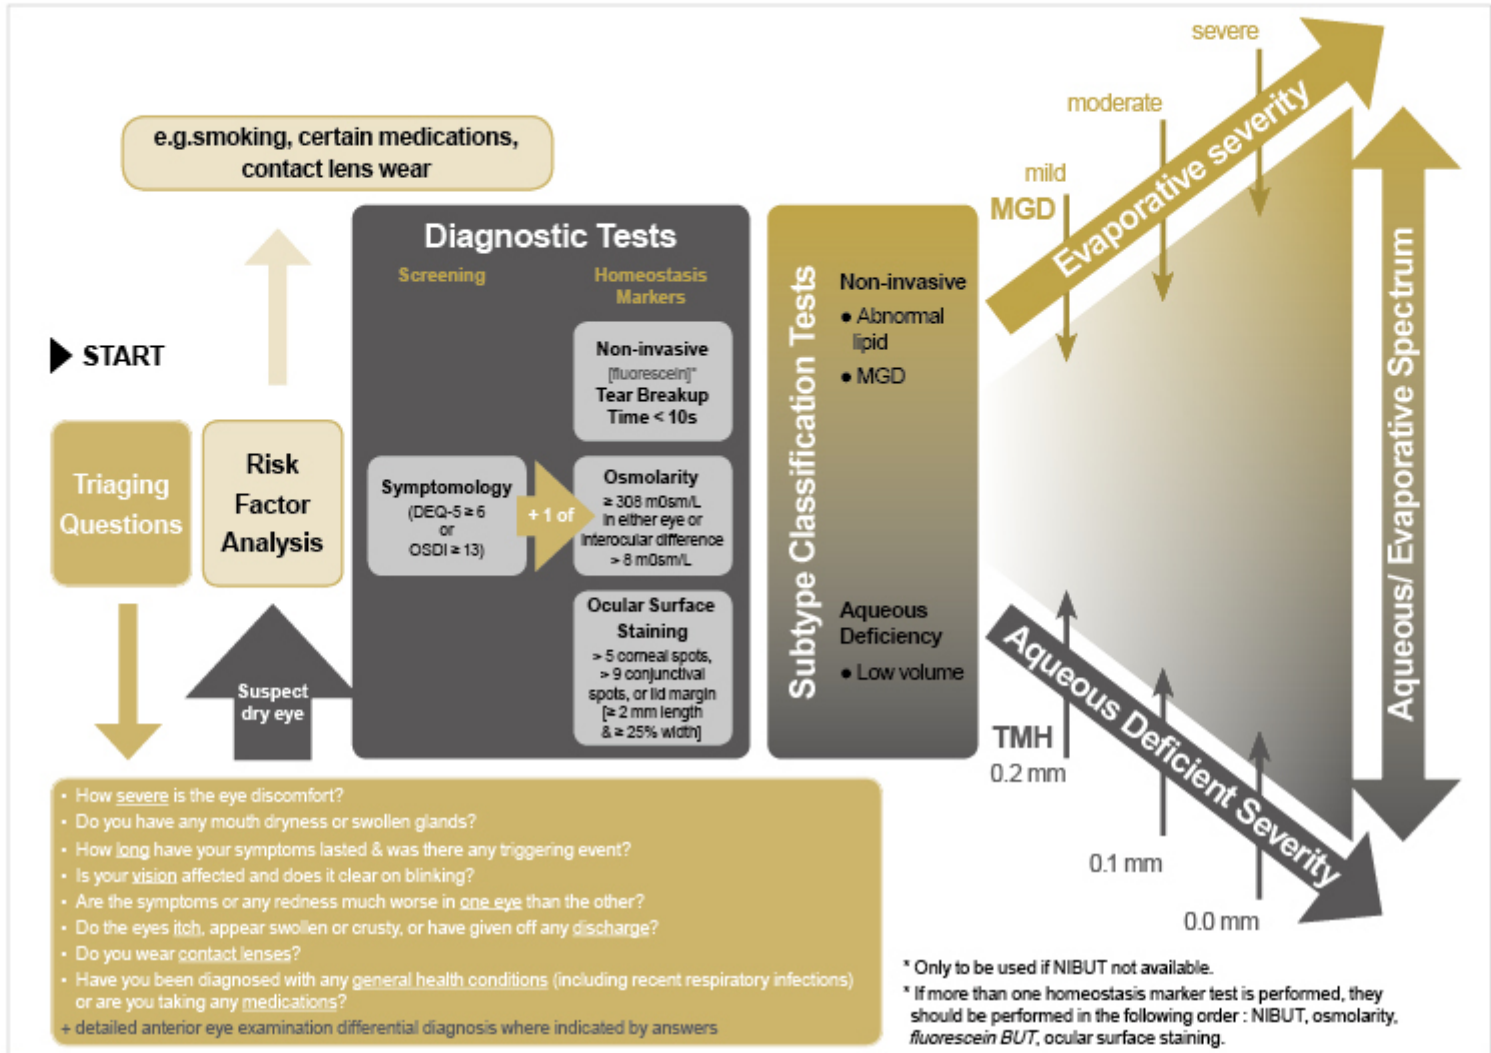 e.g.smoking, certain medications,
contact lens wear
START
Triaging
Questions
Risk
Factor
Analysis
Suspect
dry eye
Diagnostic Tests
Screening
Symptomology
(DEQ-5 ≥ 6
or
OSDI ≥ 13)
+ 1 of
Homeostasis
Markers
Non-invasive
[fluorescein]*
Tear Breakup
Time < 10s
Osmolarity
≥ 308 m0sm/L
in either eye or
interocular difference
> 8 m0sm/L
Ocular Surface
Staining
> 5 corneal spots,
> 9 conjunctival
spots, or lid margin
[≥ 2 mm length
& ≥ 25% width]
Subtype Classification Tests
Non-invasive
● Abnormal
lipid
● MGD
Aqueous
Deficiency
● Low volume
severe
moderate
mild
MGD
Evaporative severity
Aqueous/ Evaporative Spectrum
Aqueous Deficient Severity
TMH
0.2 mm
0.1 mm
0.0 mm
• How severe is the eye discomfort?
• Do you have any mouth dryness or swollen glands?
• How long have your symptoms lasted & was there any triggering event?
• Is your vision affected and does it clear on blinking?
• Are the symptoms or any redness much worse in one eye than the other?
• Do the eyes itch, appear swollen or crusty, or have given off any discharge?
• Do you wear contact lenses?
• Have you been diagnosed with any general health conditions (including recent respiratory infections)
or are you taking any medications?
+ detailed anterior eye examination differential diagnosis where indicated by answers
* Only to be used if NIBUT not available.
* If more than one homeostasis marker test is performed, they
should be performed in the following order : NIBUT, osmolarity,
fluorescein BUT, ocular surface staining.